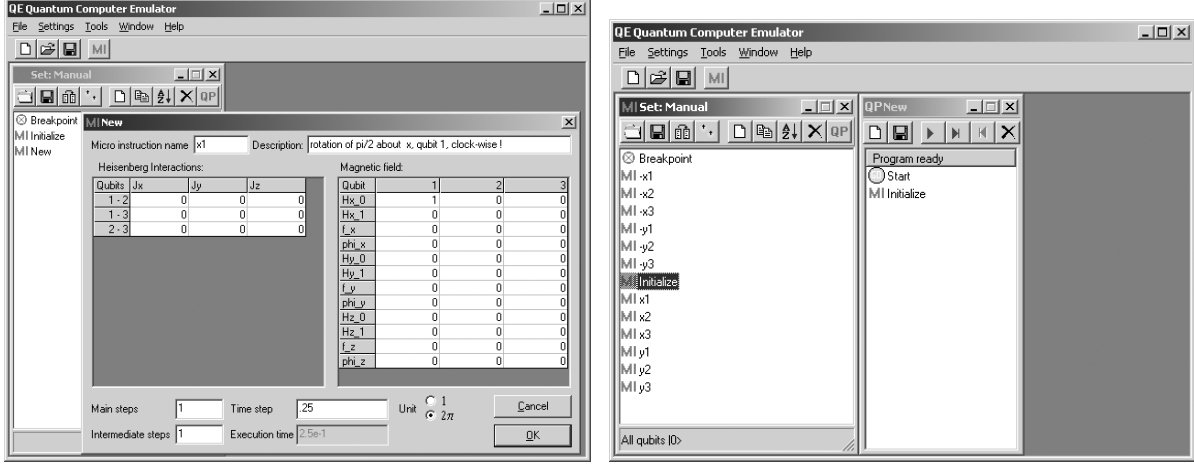 QE Quantum Computer Emulator
File Settings Tools Window Help
MI
Set: Manual
QP
Breakpoint
MI Initialize
MI New
MI New
Micro instruction name x1 Description: rotation of pi/2 about x, qubit 1, clock-wise !
Heisenberg Interactions:
Qubits Jx Jy Jz
1 - 2 0 0 0
1 - 3 0 0 0
2 - 3 0 0 0
Magnetic field:
Qubit 1 2 3
Hx_0 1 0 0
Hx_1 0 0 0
f_x 0 0 0
phi_x 0 0 0
Hy_0 0 0 0
Hy_1 0 0 0
f_y 0 0 0
phi_y 0 0 0
Hz_0 0 0 0
Hz_1 0 0 0
f_z 0 0 0
phi_z 0 0 0
Main steps 1 Time step .25 Unit 1
2π
Cancel
Intermediate steps 1 Execution time 2.5e-1
OK
QE Quantum Computer Emulator
File Settings Tools Window Help
MI
MI Set: Manual
QP
Breakpoint
MI -x1
MI -x2
MI -x3
MI -y1
MI -y2
MI -y3
MI Initialize
MI x1
MI x2
MI x3
MI y1
MI y2
MI y3
All qubits |0>
QP New
Program ready
Start
MI Initialize